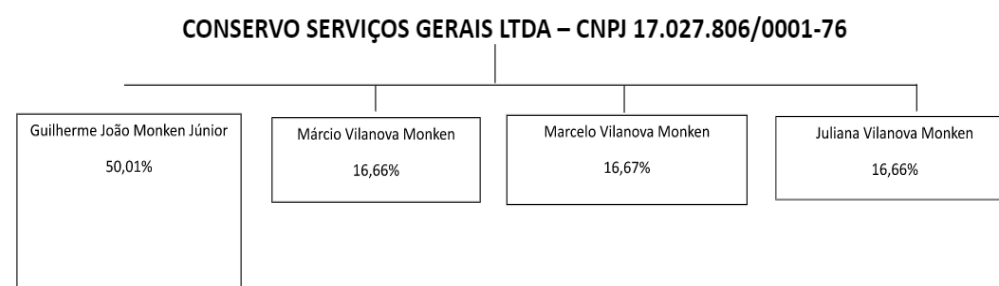 CONSERVO SERVIÇOS GERAIS LTDA – CNPJ 17.027.806/0001-76
Guilherme João Monken Júnior
50,01%
Márcio Vilanova Monken
16,66%
Marcelo Vilanova Monken
16,67%
Juliana Vilanova Monken
16,66%